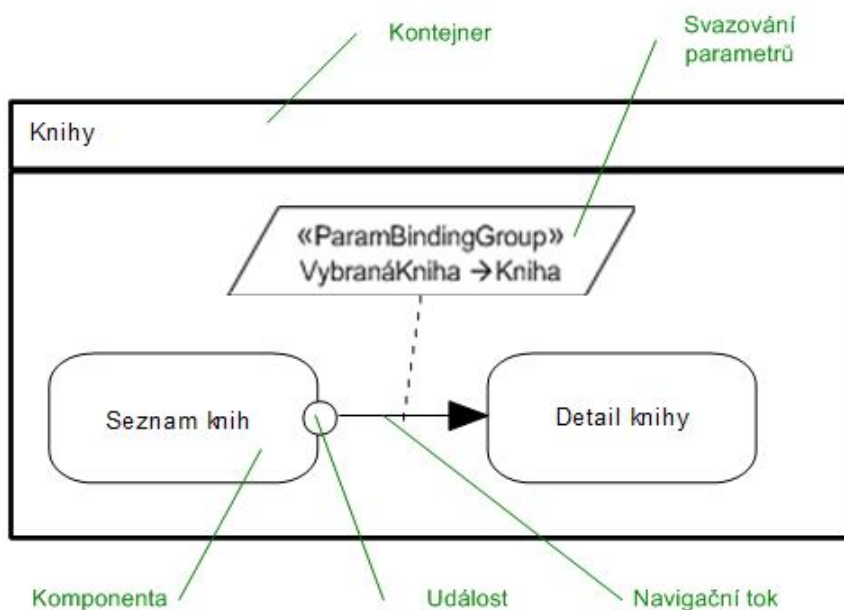 Kontejner
Svazování
parametrů
Knihy
«ParamBindingGroup»
VybranáKniha →Kniha
Seznam knih
Detail knihy
Komponenta
Událost
Navigační tok